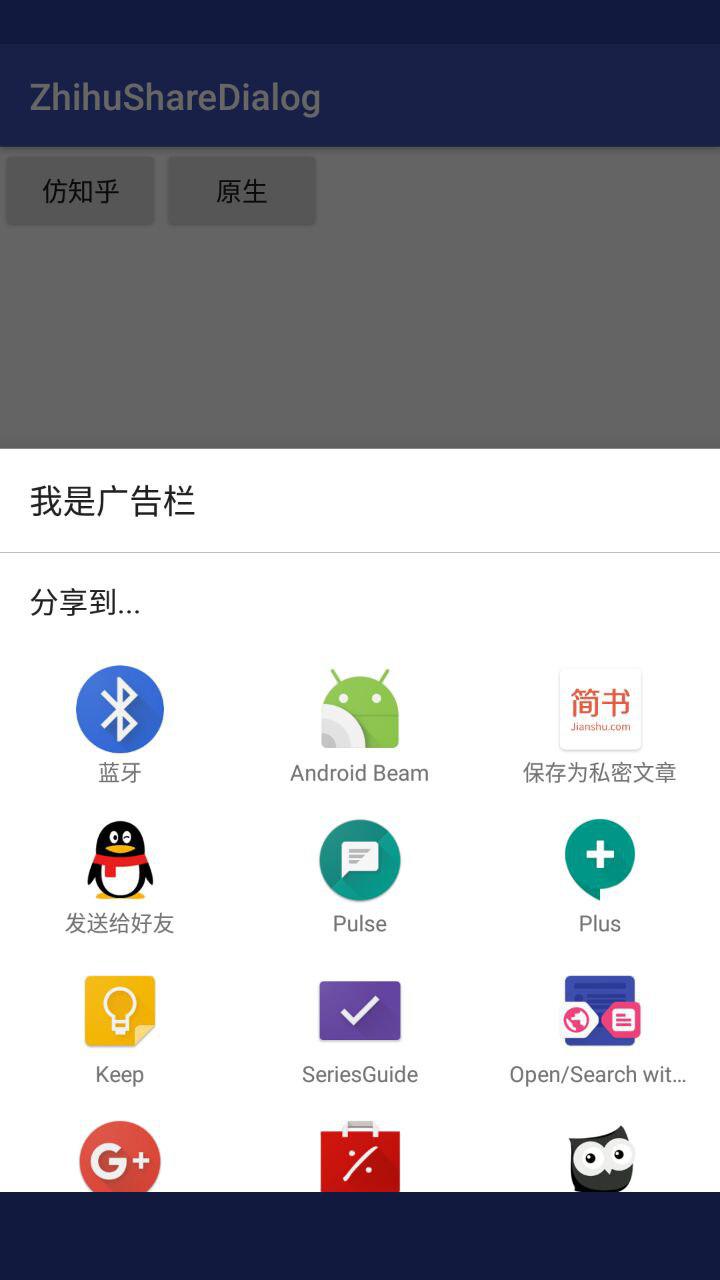 ZhihuShareDialog
仿知乎 原生
我是广告栏
分享到...
简书
Jianshu.com
蓝牙 Android Beam 保存为私密文章
发送给好友 Pulse Plus
Keep SeriesGuide Open/Search wit...
G+